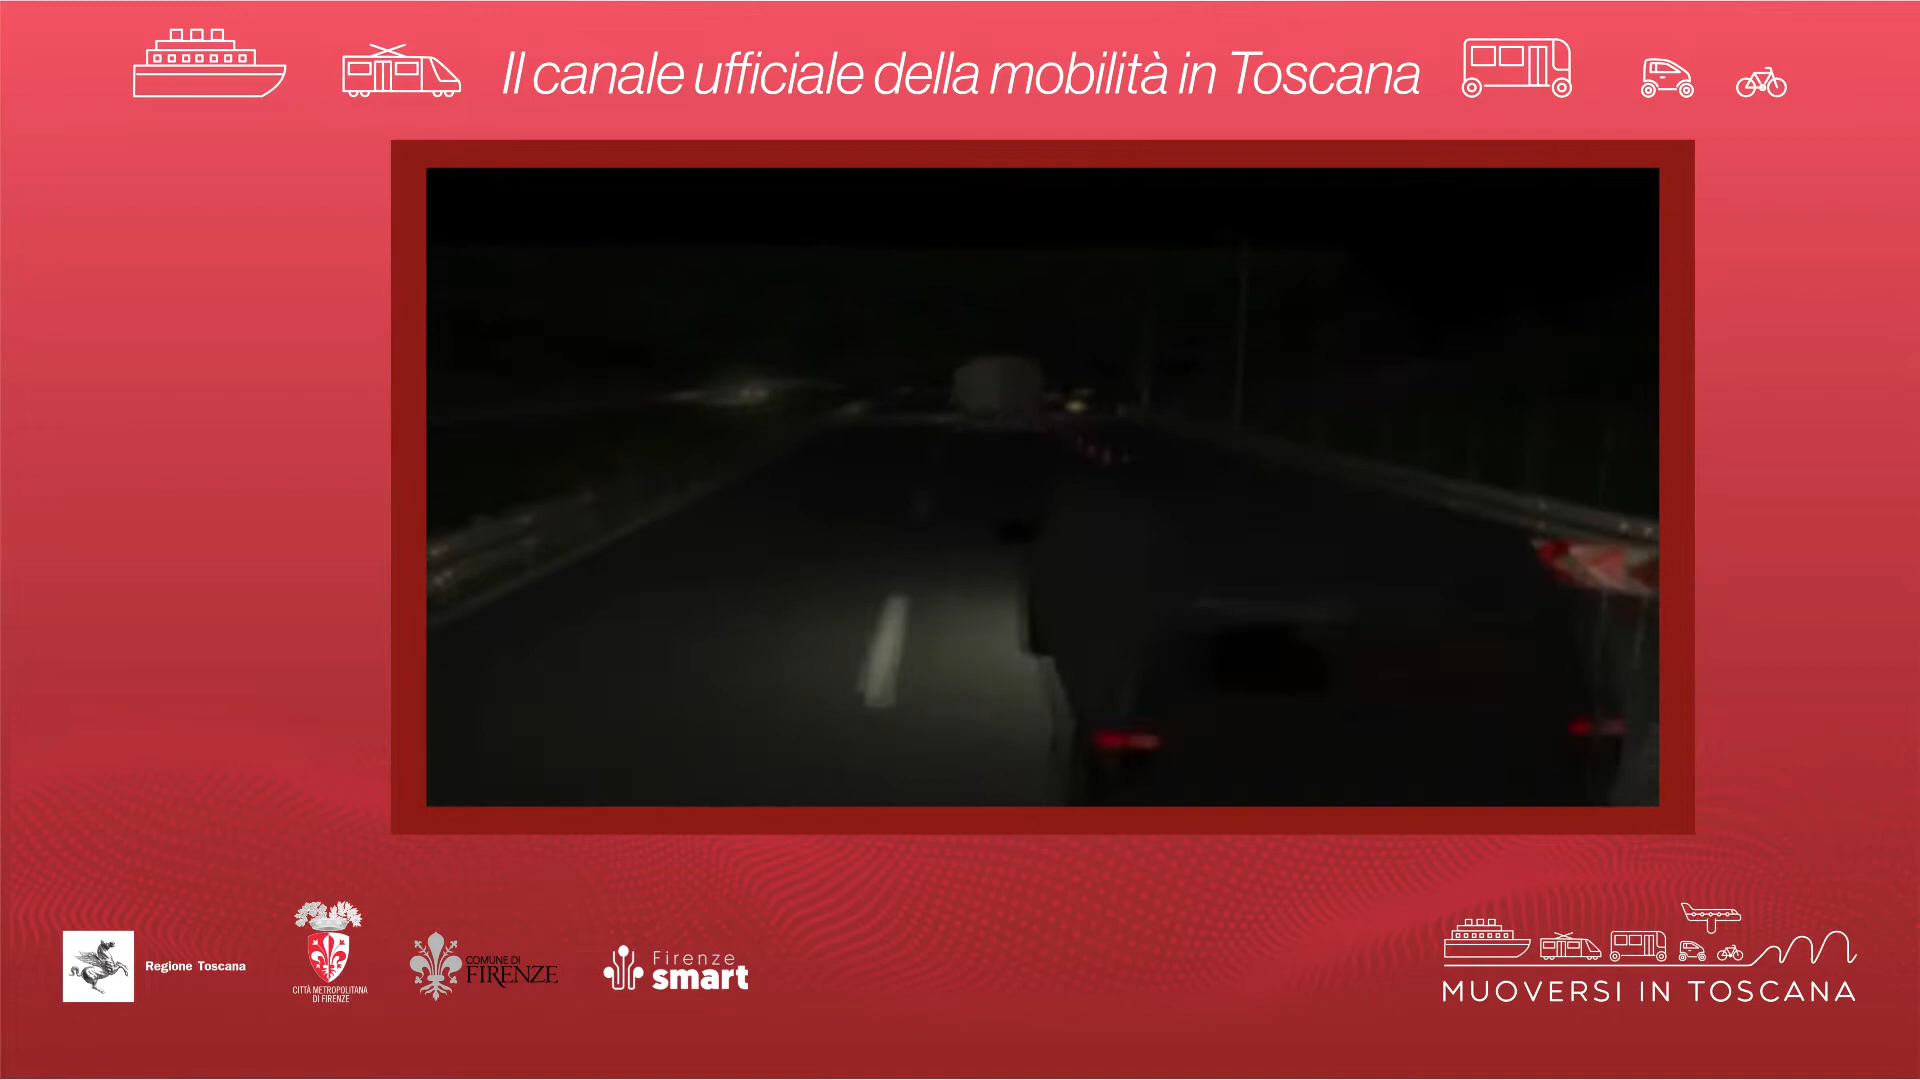 Il canale ufficiale della mobilità in Toscana
Regione Toscana
CITTÀ METROPOLITANA
DI FIRENZE
COMUNE DI
FIRENZE
Firenze
smart
MUOVERSI IN TOSCANA